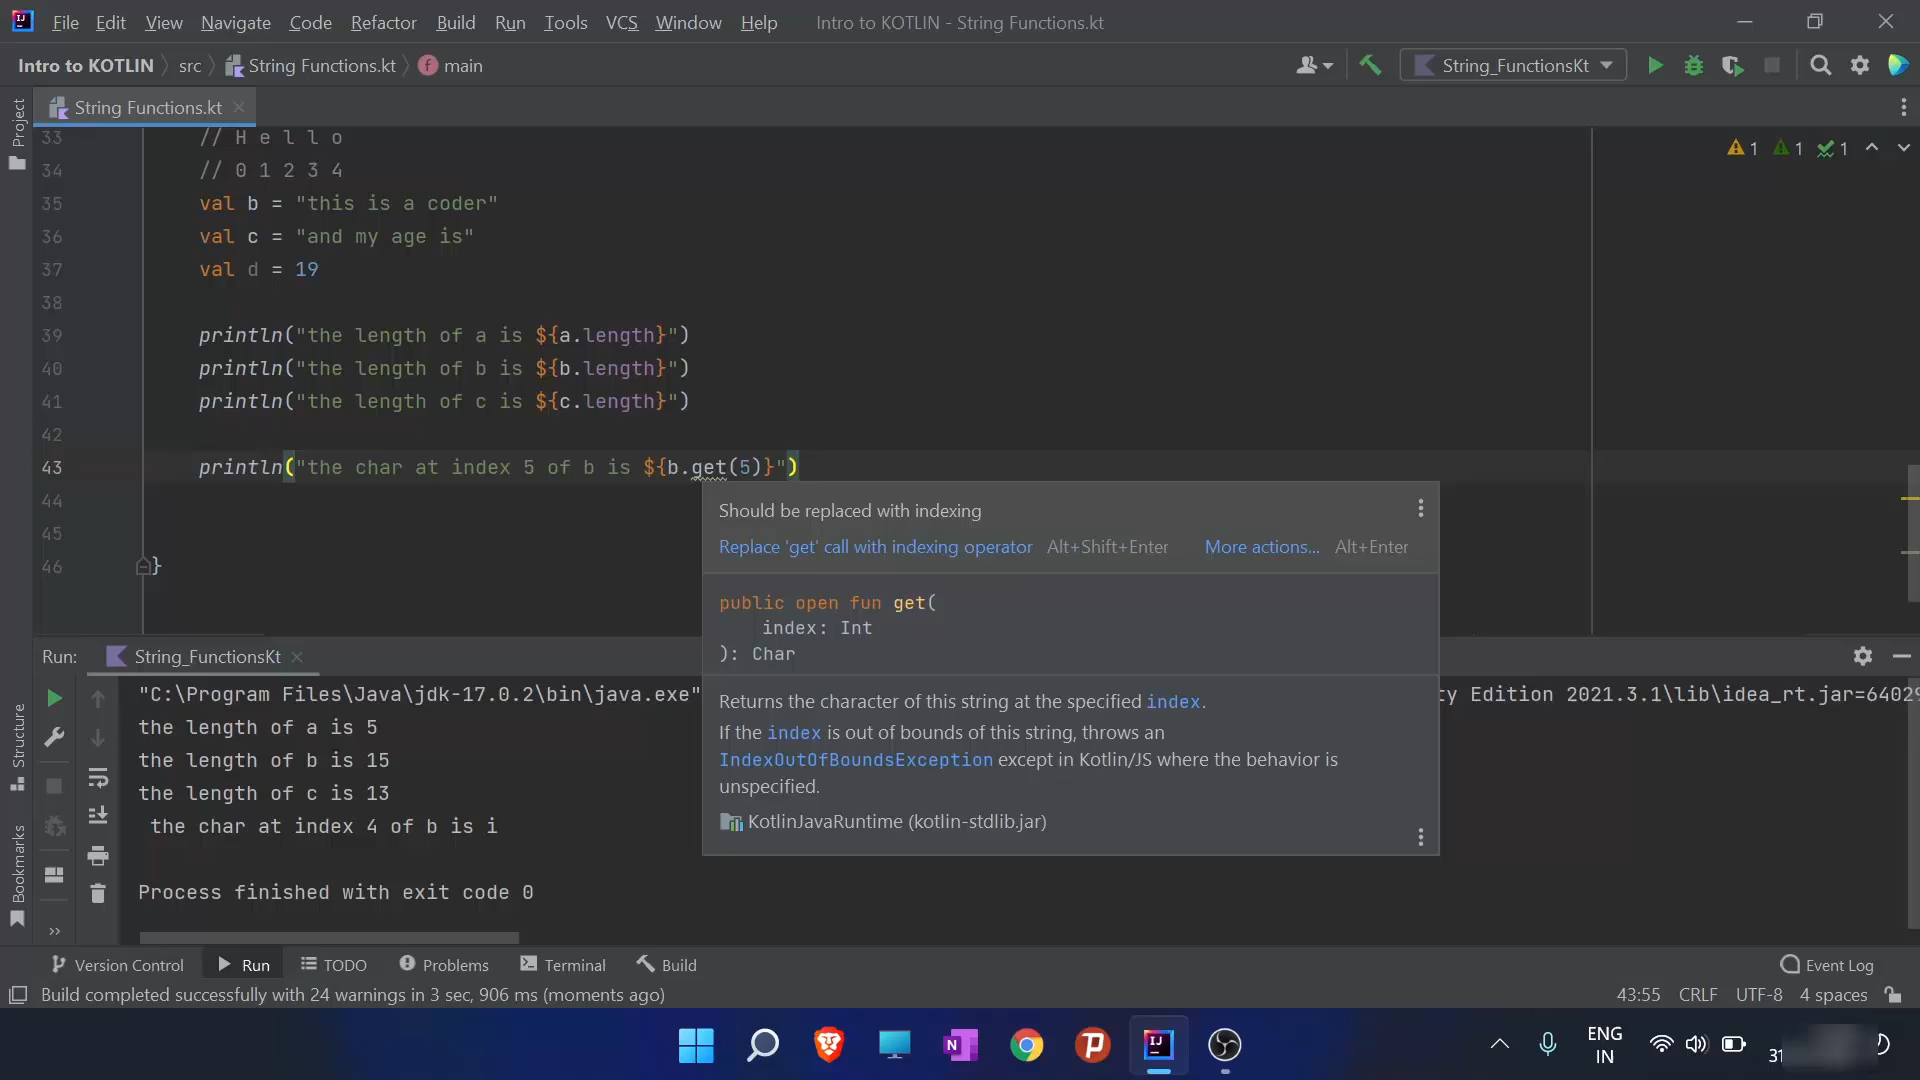 File Edit View Navigate Code Refactor Build Run Tools VCS Window Help Intro to KOTLIN - String Functions.kt
Intro to KOTLIN src String Functions.kt main String_FunctionsKt
Project
String Functions.kt
33 // H e l l o
1 1 1
34 // 0 1 2 3 4
35 val b = "this is a coder"
36 val c = "and my age is"
37 val d = 19
38
39 println("the length of a is ${a.length}")
40 println("the length of b is ${b.length}")
41 println("the length of c is ${c.length}")
42
43 println("the char at index 5 of b is ${b.get(5)}")
44
45
46 }
Should be replaced with indexing
Replace 'get' call with indexing operator Alt+Shift+Enter More actions... Alt+Enter
public open fun get(
index: Int
): Char
Returns the character of this string at the specified index.
If the index is out of bounds of this string, throws an
IndexOutOfBoundsException except in Kotlin/JS where the behavior is
unspecified.
KotlinJavaRuntime (kotlin-stdlib.jar)
Run: String_FunctionsKt
"C:\Program Files\Java\jdk-17.0.2\bin\java.exe" ty Edition 2021.3.1\lib\idea_rt.jar=64029
the length of a is 5
the length of b is 15
the length of c is 13
the char at index 4 of b is i
Process finished with exit code 0
Structure
Bookmarks
Version Control Run TODO Problems Terminal Build Event Log
Build completed successfully with 24 warnings in 3 sec, 906 ms (moments ago) 43:55 CRLF UTF-8 4 spaces
ENG
IN
31